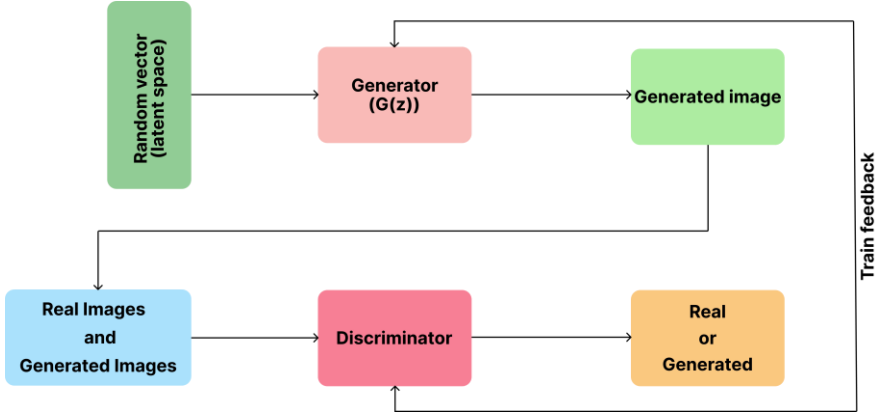 Random vector
(latent space)
Generator
(G(z))
Generated image
Train feedback
Real Images
and
Generated Images
Discriminator
Real
or
Generated